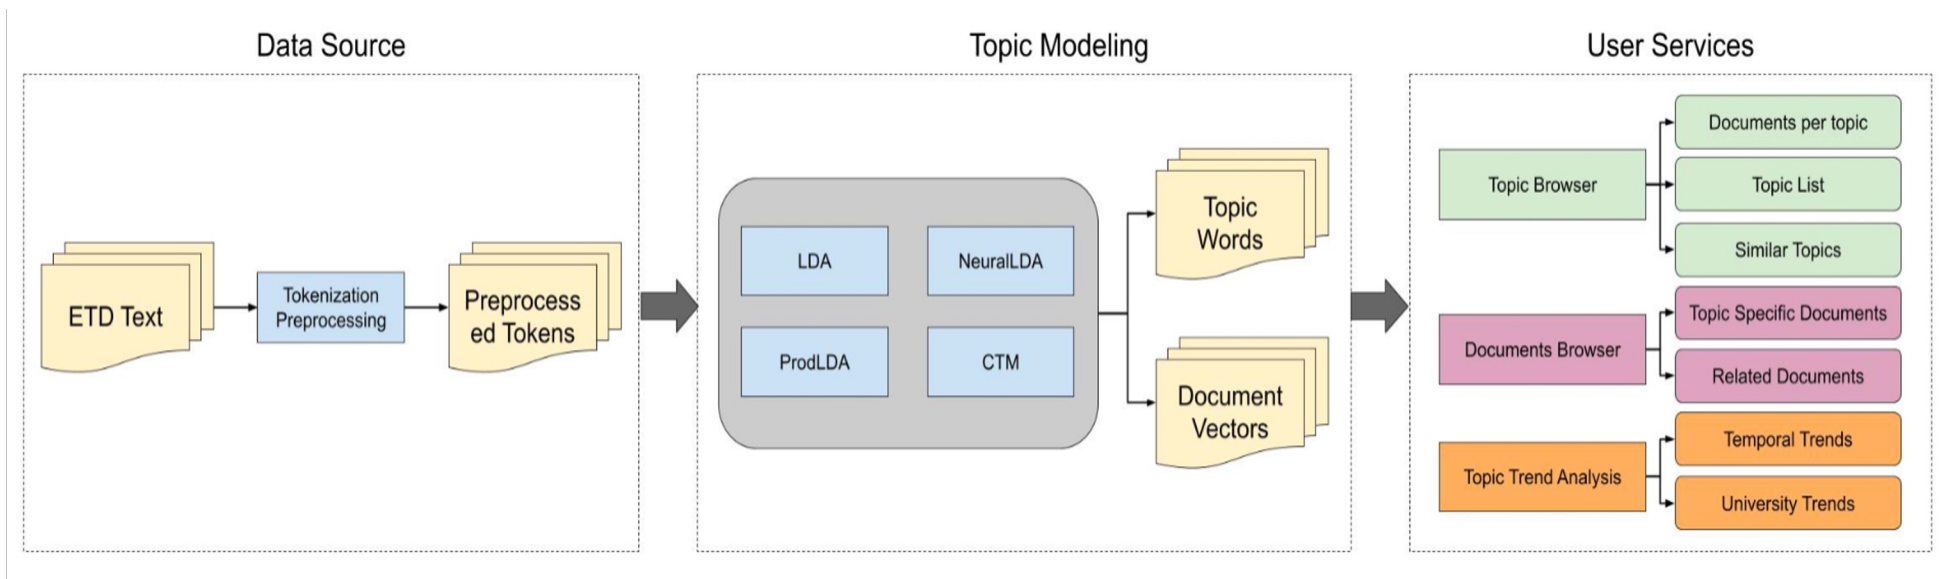 Data Source
Topic Modeling
User Services
ETD Text
Tokenization
Preprocessing
Preprocess
ed Tokens
LDA
NeuralLDA
ProdLDA
CTM
Topic
Words
Document
Vectors
Topic Browser
Documents per topic
Topic List
Similar Topics
Documents Browser
Topic Specific Documents
Related Documents
Topic Trend Analysis
Temporal Trends
University Trends